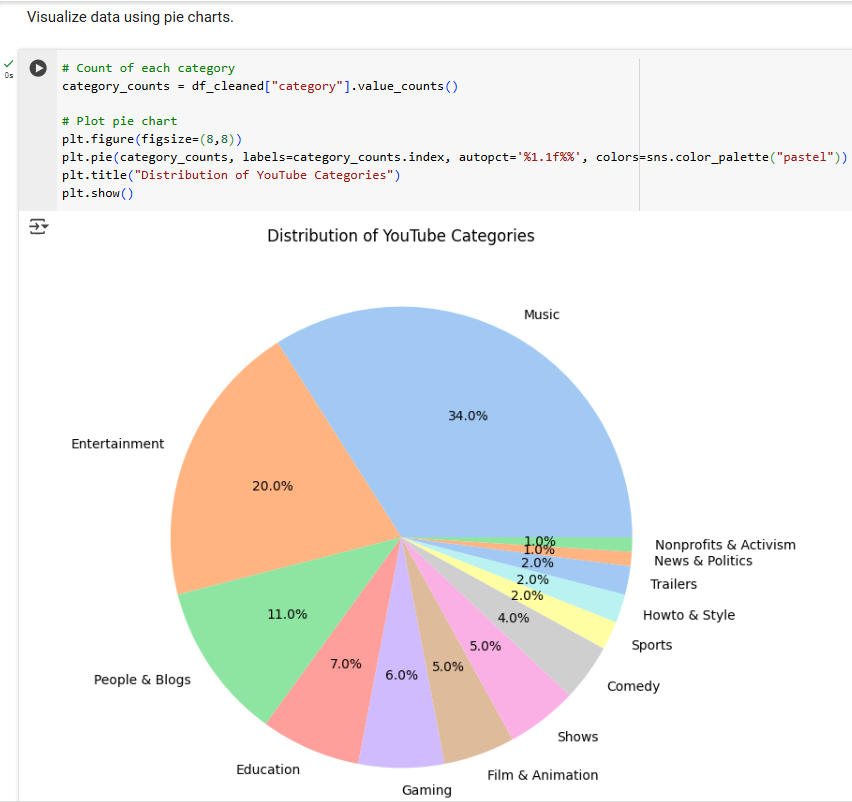 Visualize data using pie charts.
0s
# Count of each category
category_counts = df_cleaned["category"].value_counts()
# Plot pie chart
plt.figure(figsize=(8,8))
plt.pie(category_counts, labels=category_counts.index, autopct='%1.1f%%', colors=sns.color_palette("pastel"))
plt.title("Distribution of YouTube Categories")
plt.show()
Distribution of YouTube Categories
Music
34.0%
Entertainment
20.0%
1.0%
Nonprofits & Activism
1.0%
News & Politics
2.0%
Trailers
2.0%
Howto & Style
2.0%
Sports
11.0%
4.0%
Comedy
5.0%
Shows
7.0%
6.0%
5.0%
People & Blogs
Education
Film & Animation
Gaming